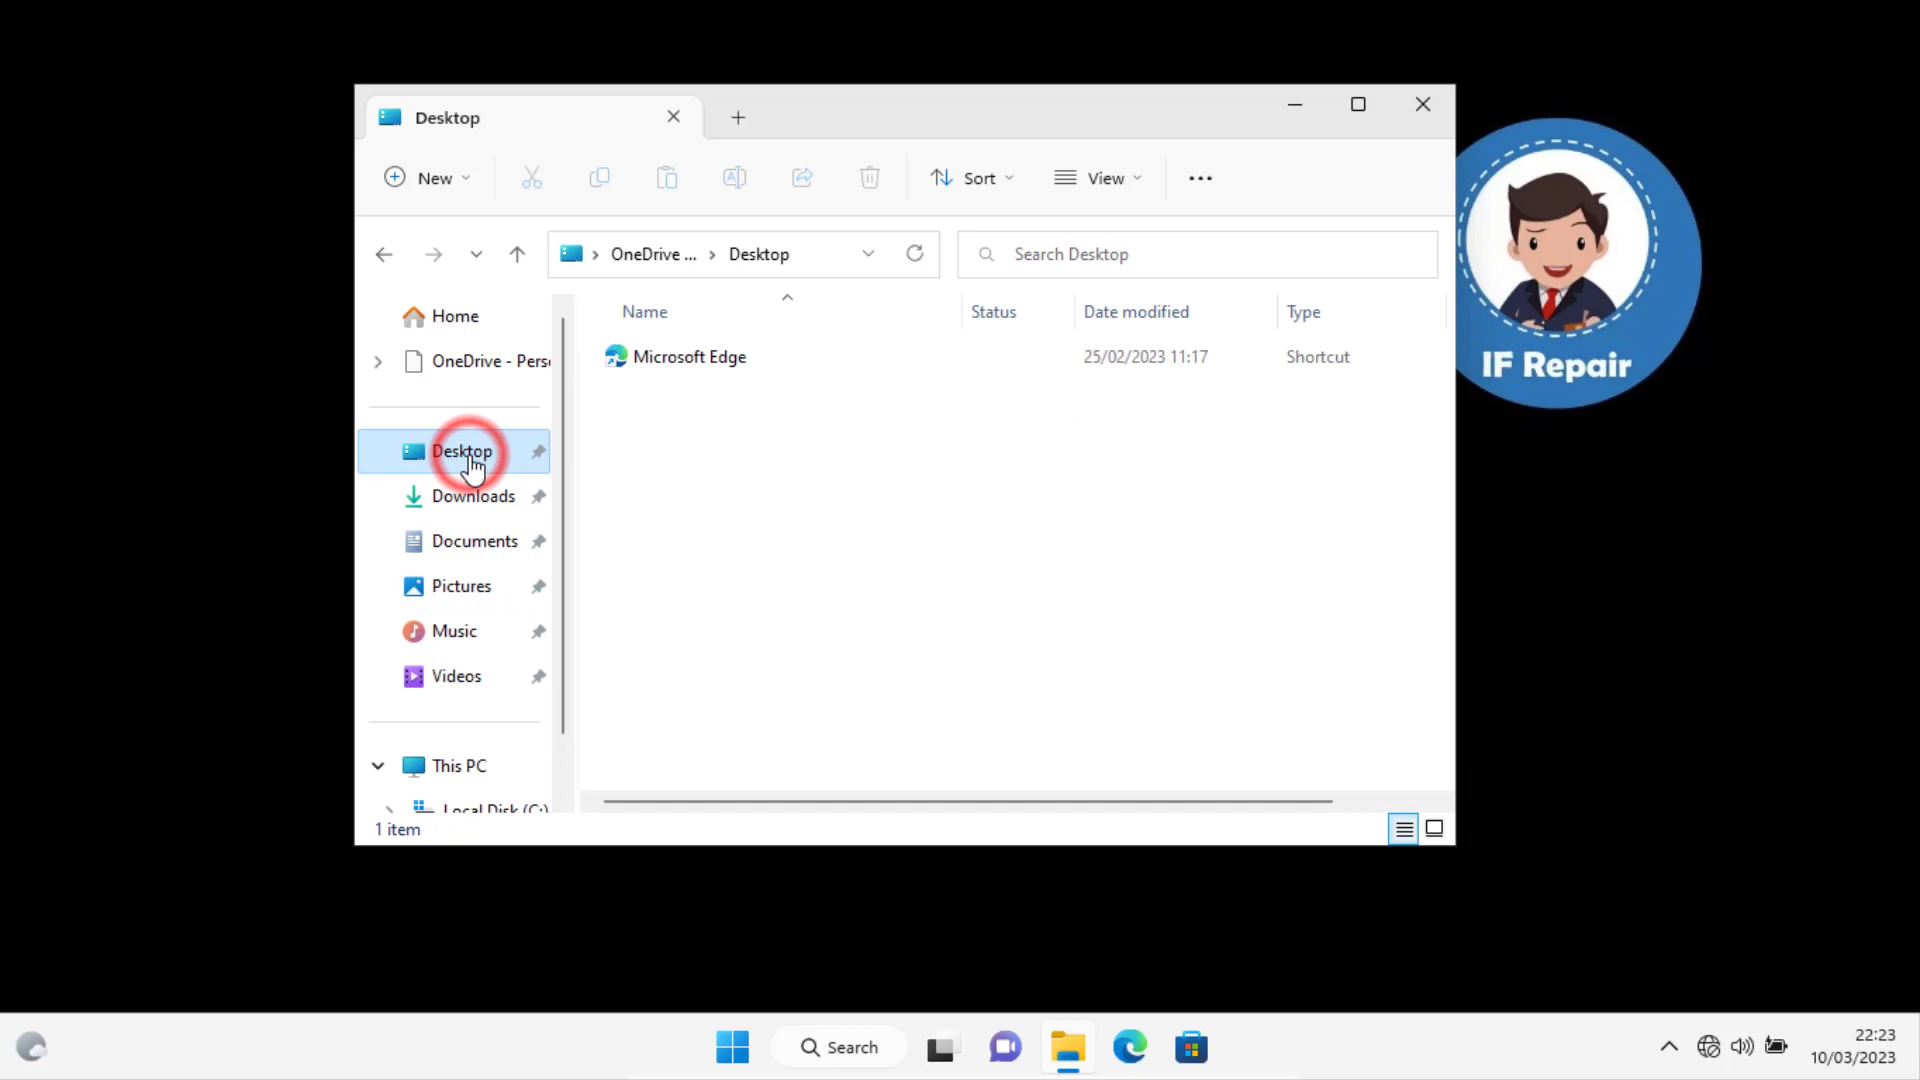 Desktop
New
Sort
View
OneDrive ...
Desktop
Search Desktop
Home
OneDrive - Pers
Desktop
Downloads
Documents
Pictures
Music
Videos
This PC
Local Disk (C:)
Name
Status
Date modified
Type
Microsoft Edge
25/02/2023 11:17
Shortcut
1 item
IF Repair
Search
22:23
10/03/2023